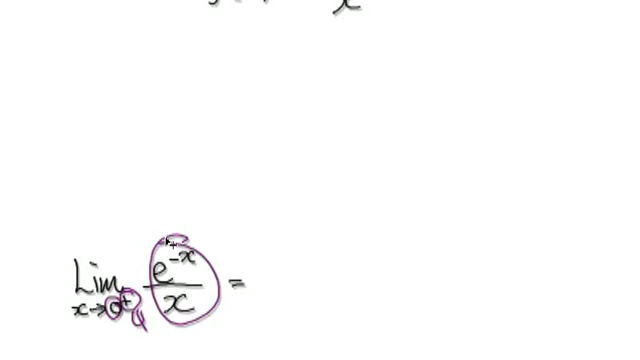 x
Lim x→0⁺ e⁻ˣ/x =